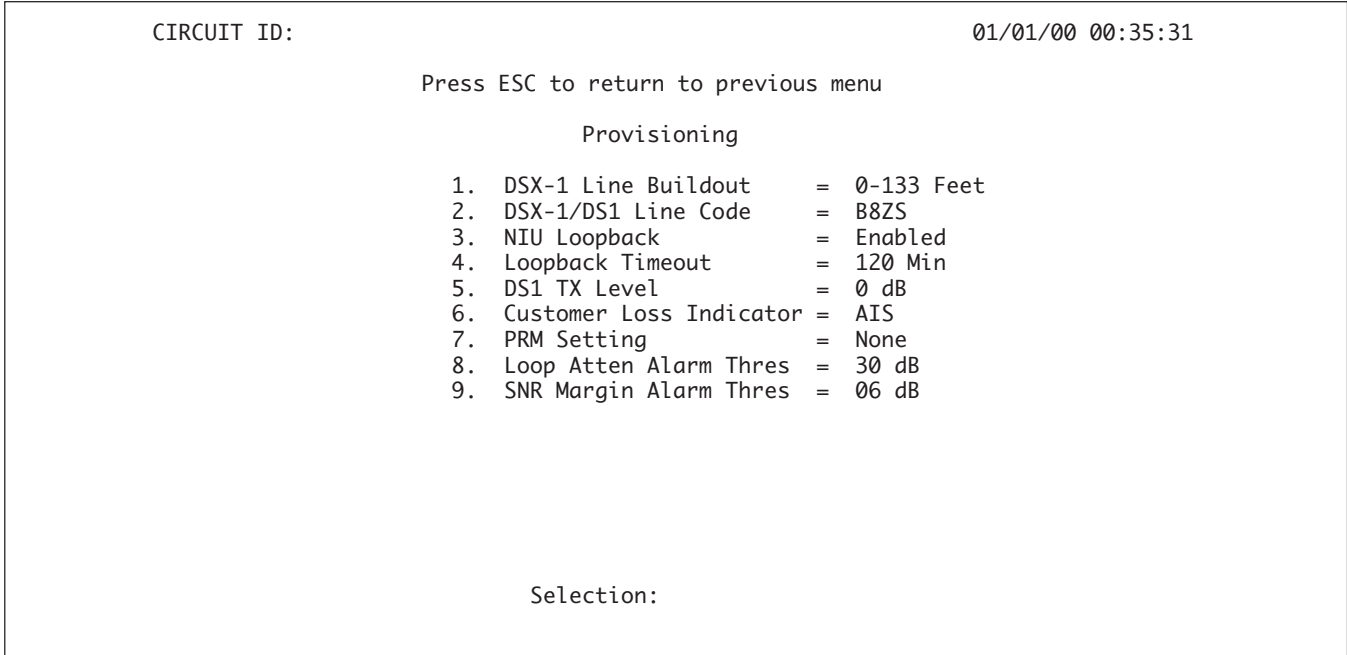 CIRCUIT ID: 01/01/00 00:35:31
Press ESC to return to previous menu
Provisioning
1. DSX-1 Line Buildout = 0-133 Feet
2. DSX-1/DS1 Line Code = B8ZS
3. NIU Loopback = Enabled
4. Loopback Timeout = 120 Min
5. DS1 TX Level = 0 dB
6. Customer Loss Indicator = AIS
7. PRM Setting = None
8. Loop Atten Alarm Thres = 30 dB
9. SNR Margin Alarm Thres = 06 dB
Selection: